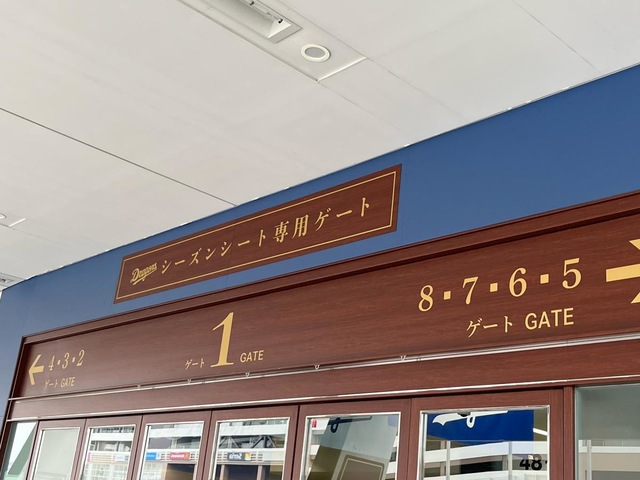 Dragons シーズンシート専用ゲート
4・3・2
ゲート GATE
ゲート 1 GATE
8・7・6・5
ゲート GATE
48